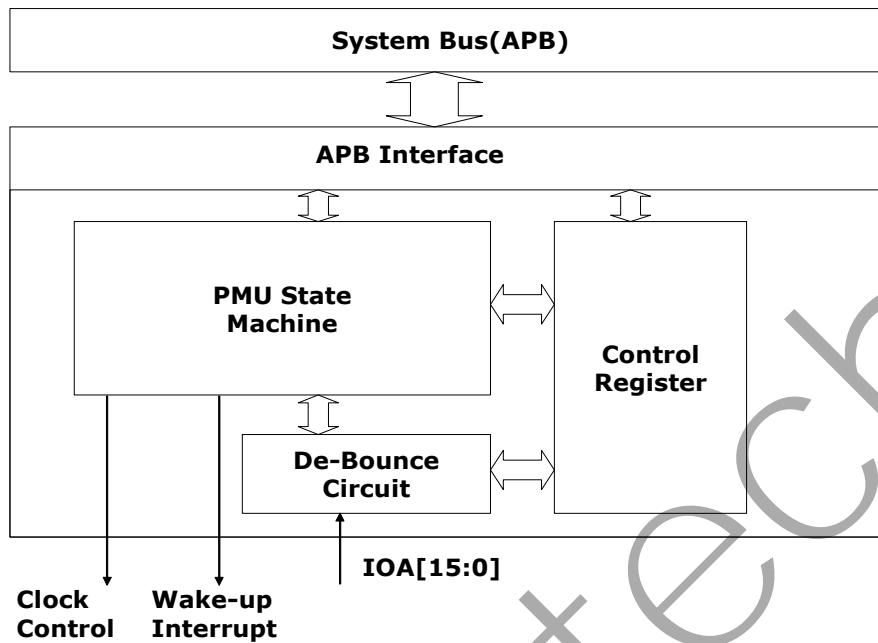 System Bus(APB)
APB Interface
PMU State
Machine
Control
Register
De-Bounce
Circuit
IOA[15:0]
Clock
Control
Wake-up
Interrupt
tech